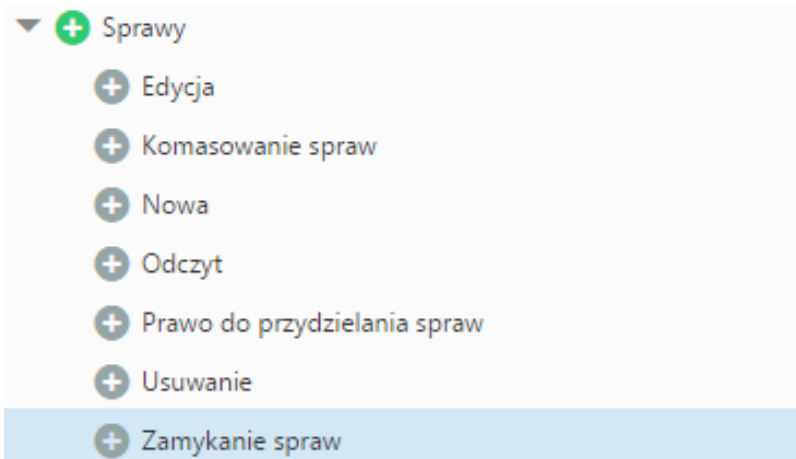 Sprawy
Edycja
Komasowanie spraw
Nowa
Odczyt
Prawo do przydzielania spraw
Usuwanie
Zamykanie spraw